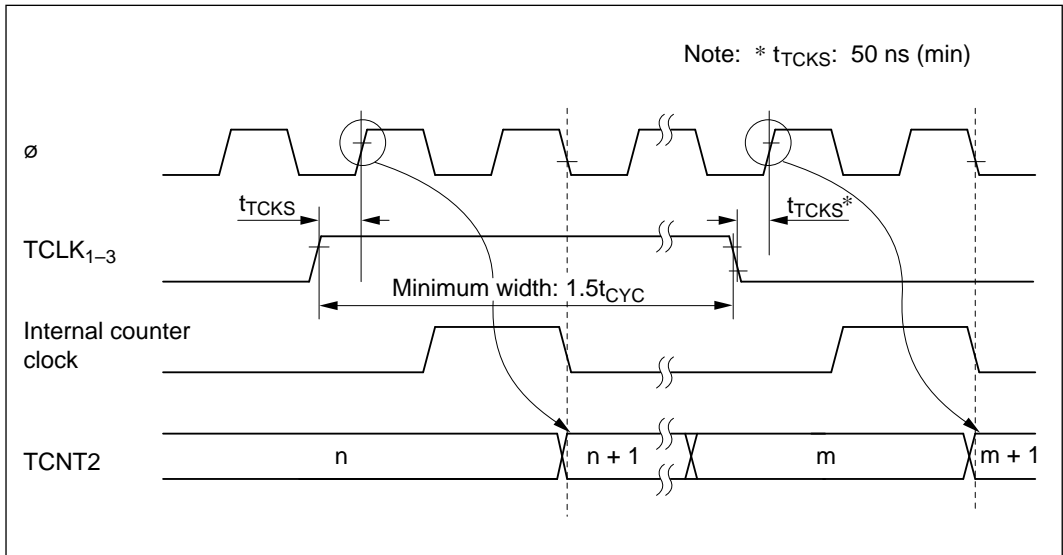 Note: * tTCKS: 50 ns (min)
ø
tTCKS
tTCKS*
TCLK1–3
Minimum width: 1.5tCYC
Internal counter
clock
TCNT2
n
n + 1
m
m + 1